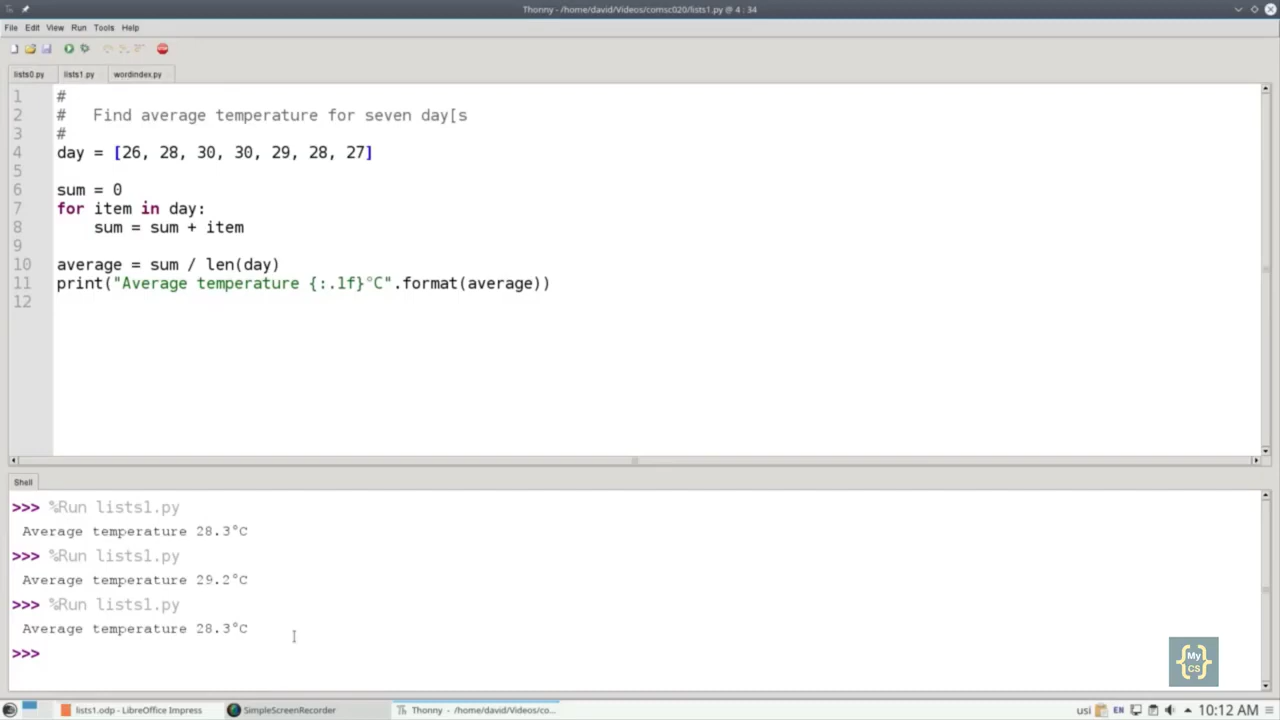 Thonny - /home/david/Videos/comsc020/lists1.py @ 4 : 34
File Edit View Run Tools Help
lists0.py lists1.py wordindex.py
1 #
2 #   Find average temperature for seven day[s
3 #
4 day = [26, 28, 30, 30, 29, 28, 27]
5
6 sum = 0
7 for item in day:
8     sum = sum + item
9
10 average = sum / len(day)
11 print("Average temperature {:.1f}°C".format(average))
12
Shell
>>> %Run lists1.py
Average temperature 28.3°C
>>> %Run lists1.py
Average temperature 29.2°C
>>> %Run lists1.py
Average temperature 28.3°C
>>>
{My CS}
lists1.odp - LibreOffice Impress SimpleScreenRecorder Thonny - /home/david/Videos/co... usi EN 10:12 AM